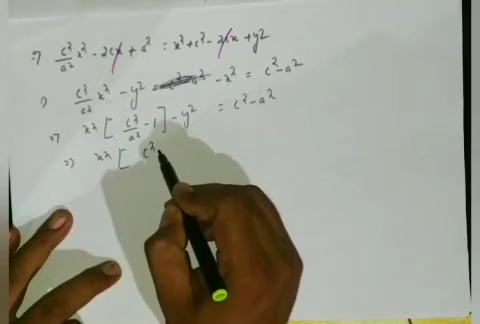 ⇒ c²/a² x² - 2cx + a² = x² + c² - 2cx + y²
⇒ c²/a² x² - y² - x² = c² - a²
⇒ x² [ c²/a² - 1 ] - y² = c² - a²
⇒ x² [ c²